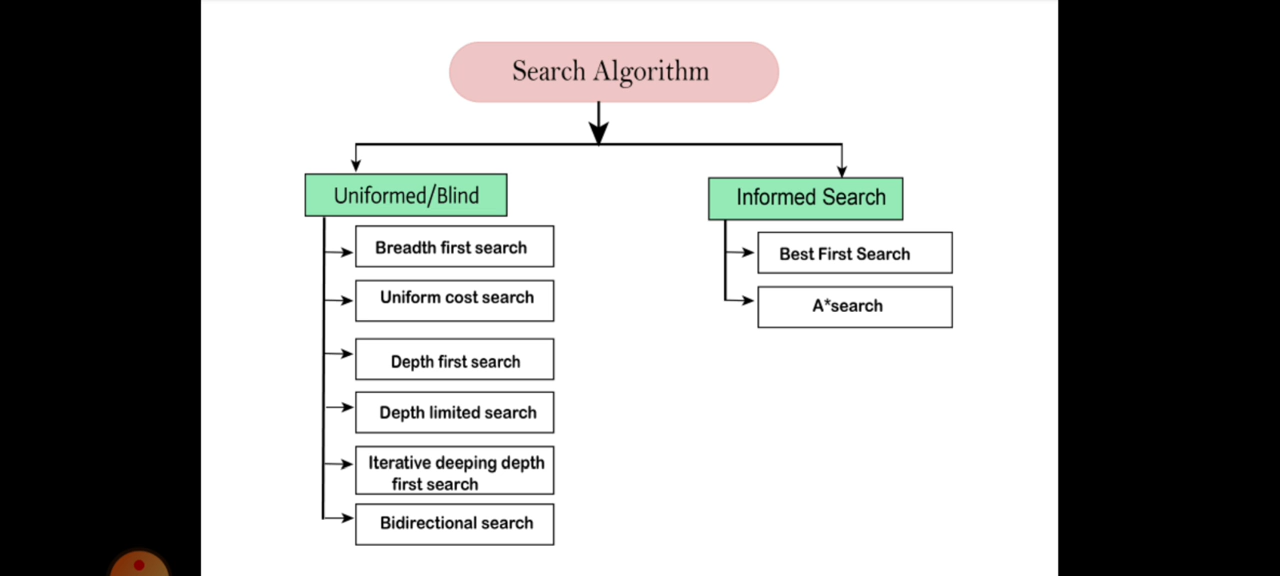 Search Algorithm
Uniformed/Blind
Breadth first search
Uniform cost search
Depth first search
Depth limited search
Iterative deeping depth
first search
Bidirectional search
Informed Search
Best First Search
A*search